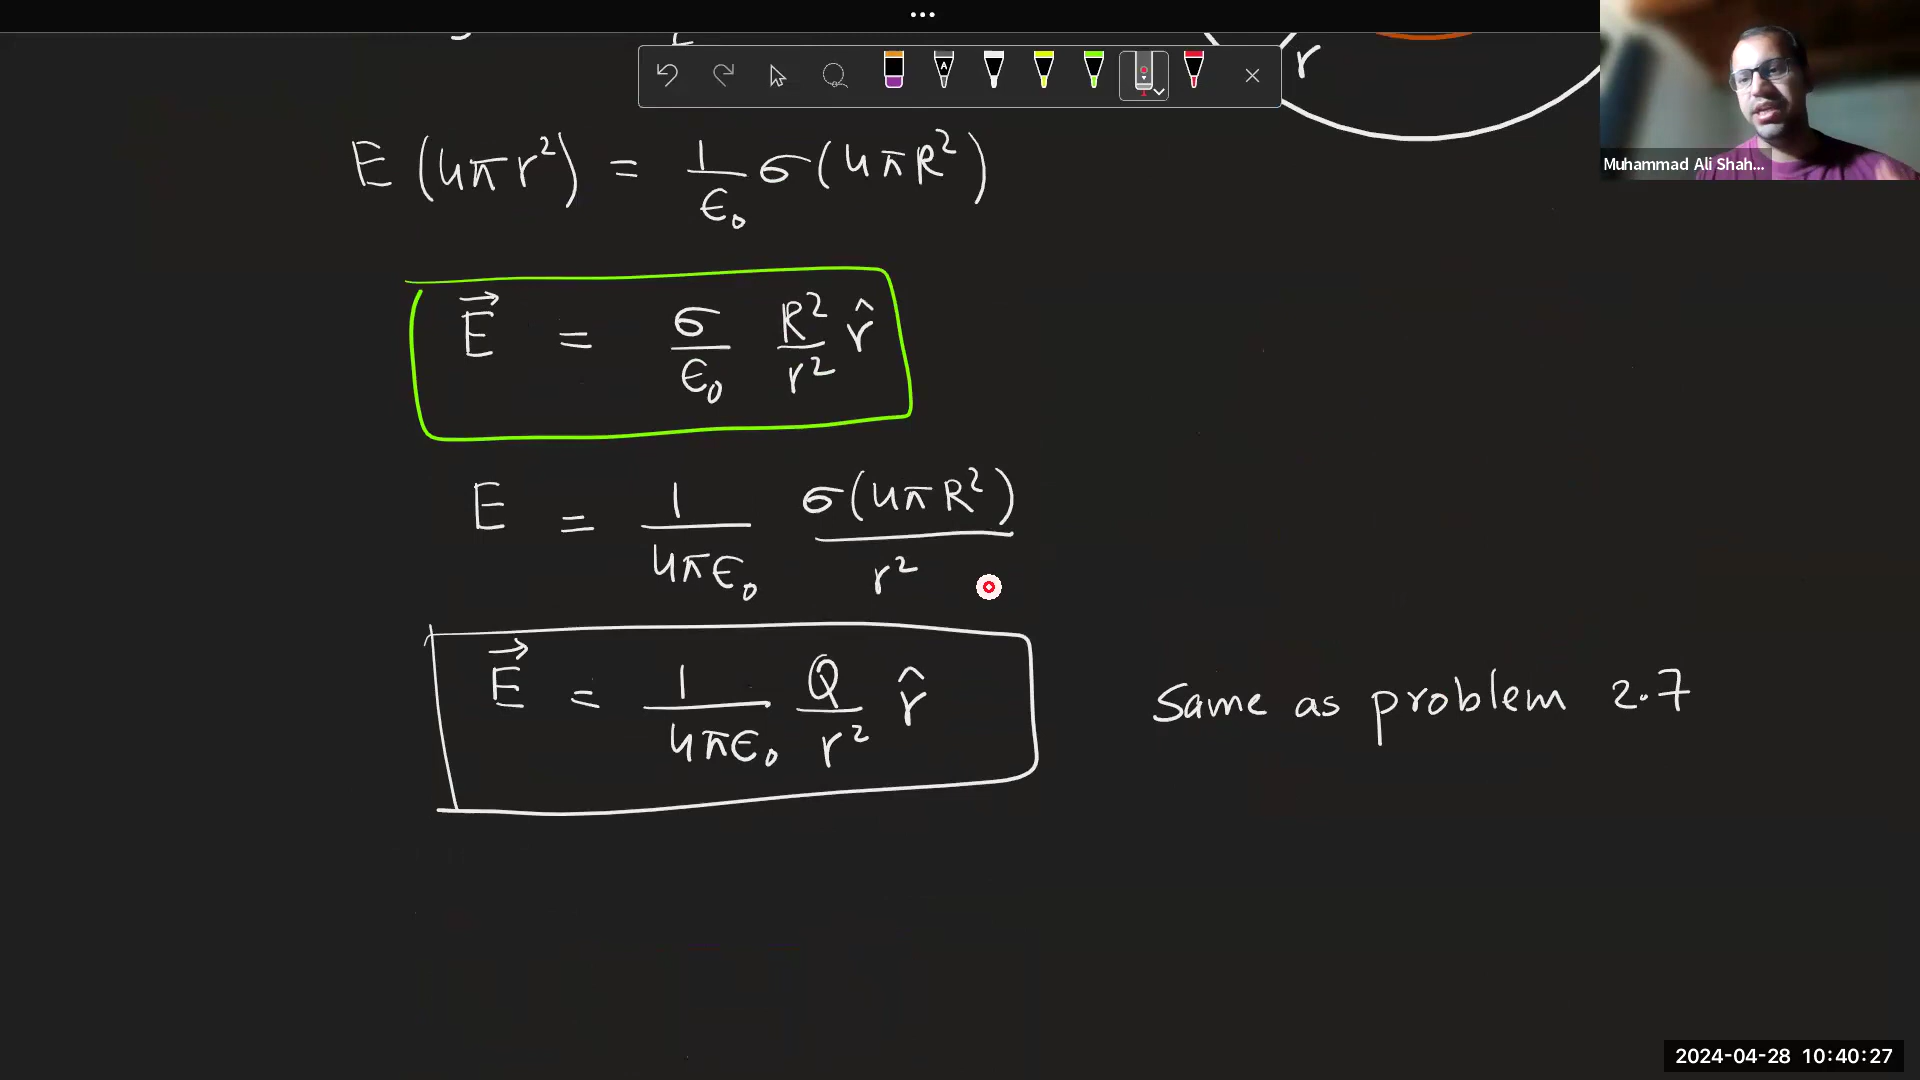 r
Muhammad Ali Shah...
E (4πr²) = 1/ε₀ σ(4πR²)
E⃗ = σ/ε₀ R²/r² r̂
E = 1/4πε₀ σ(4πR²)/r²
E⃗ = 1/4πε₀ Q/r² r̂
Same as problem 2.7
2024-04-28 10:40:27